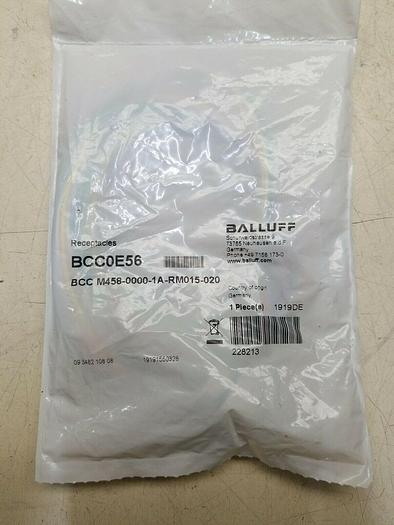 BALLUFF
Schurwaldstrasse 9
73765 Neuhausen a.d.F.
Germany
Phone +49 7158 173-0
www.balluff.com
Receptacles
BCC0E56
BCC M458-0000-1A-RM015-020
Country of origin
Germany
1 Piece(s) 1919DE
228213